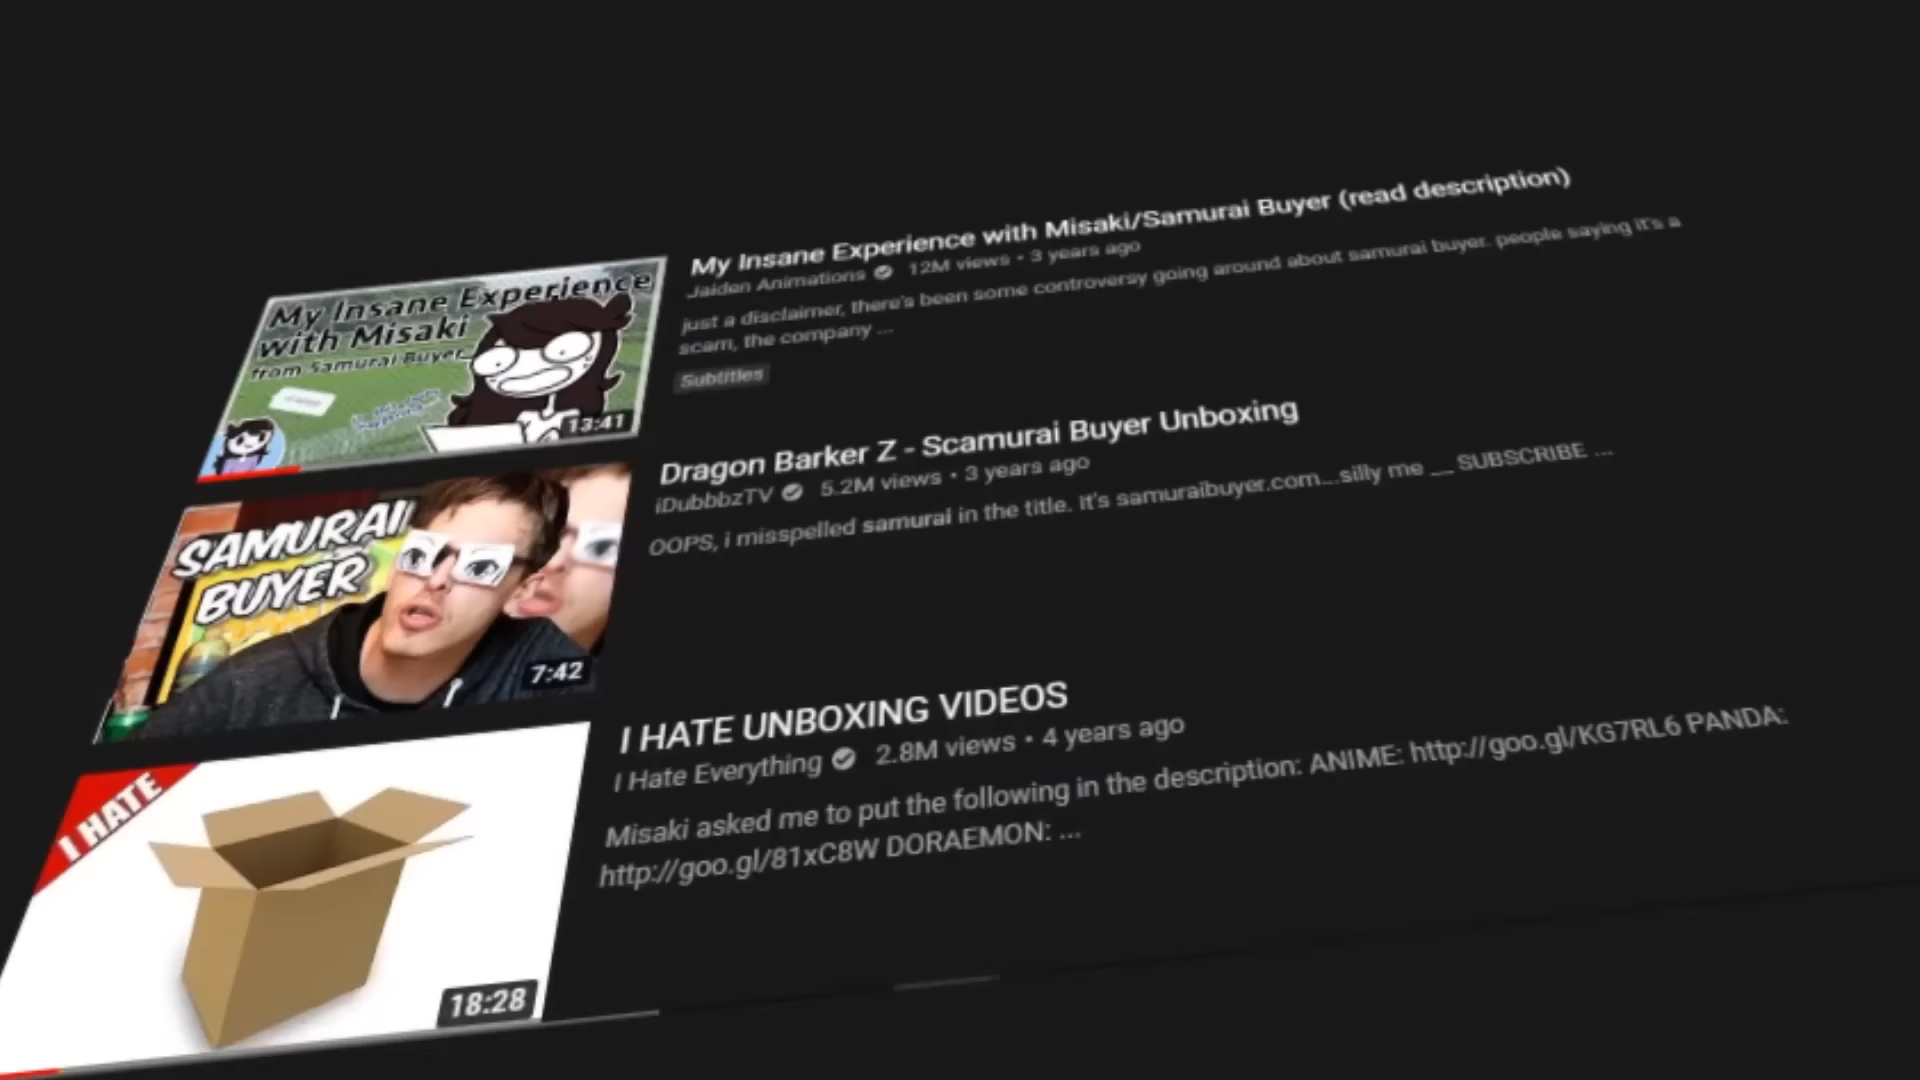 My Insane Experience
with Misaki
from Samurai Buyer
13:41
My Insane Experience with Misaki/Samurai Buyer (read description)
Jaiden Animations 12M views • 3 years ago
just a disclaimer, there's been some controversy going around about samurai buyer. people saying it's a
scam, the company ...
Subtitles
SAMURAI
BUYER
7:42
Dragon Barker Z - Scamurai Buyer Unboxing
iDubbbzTV 5.2M views • 3 years ago
OOPS, i misspelled samurai in the title. It's samuraibuyer.com...silly me __ SUBSCRIBE ...
I HATE
18:28
I HATE UNBOXING VIDEOS
I Hate Everything 2.8M views • 4 years ago
Misaki asked me to put the following in the description: ANIME: http://goo.gl/KG7RL6 PANDA:
http://goo.gl/81xC8W DORAEMON: ...